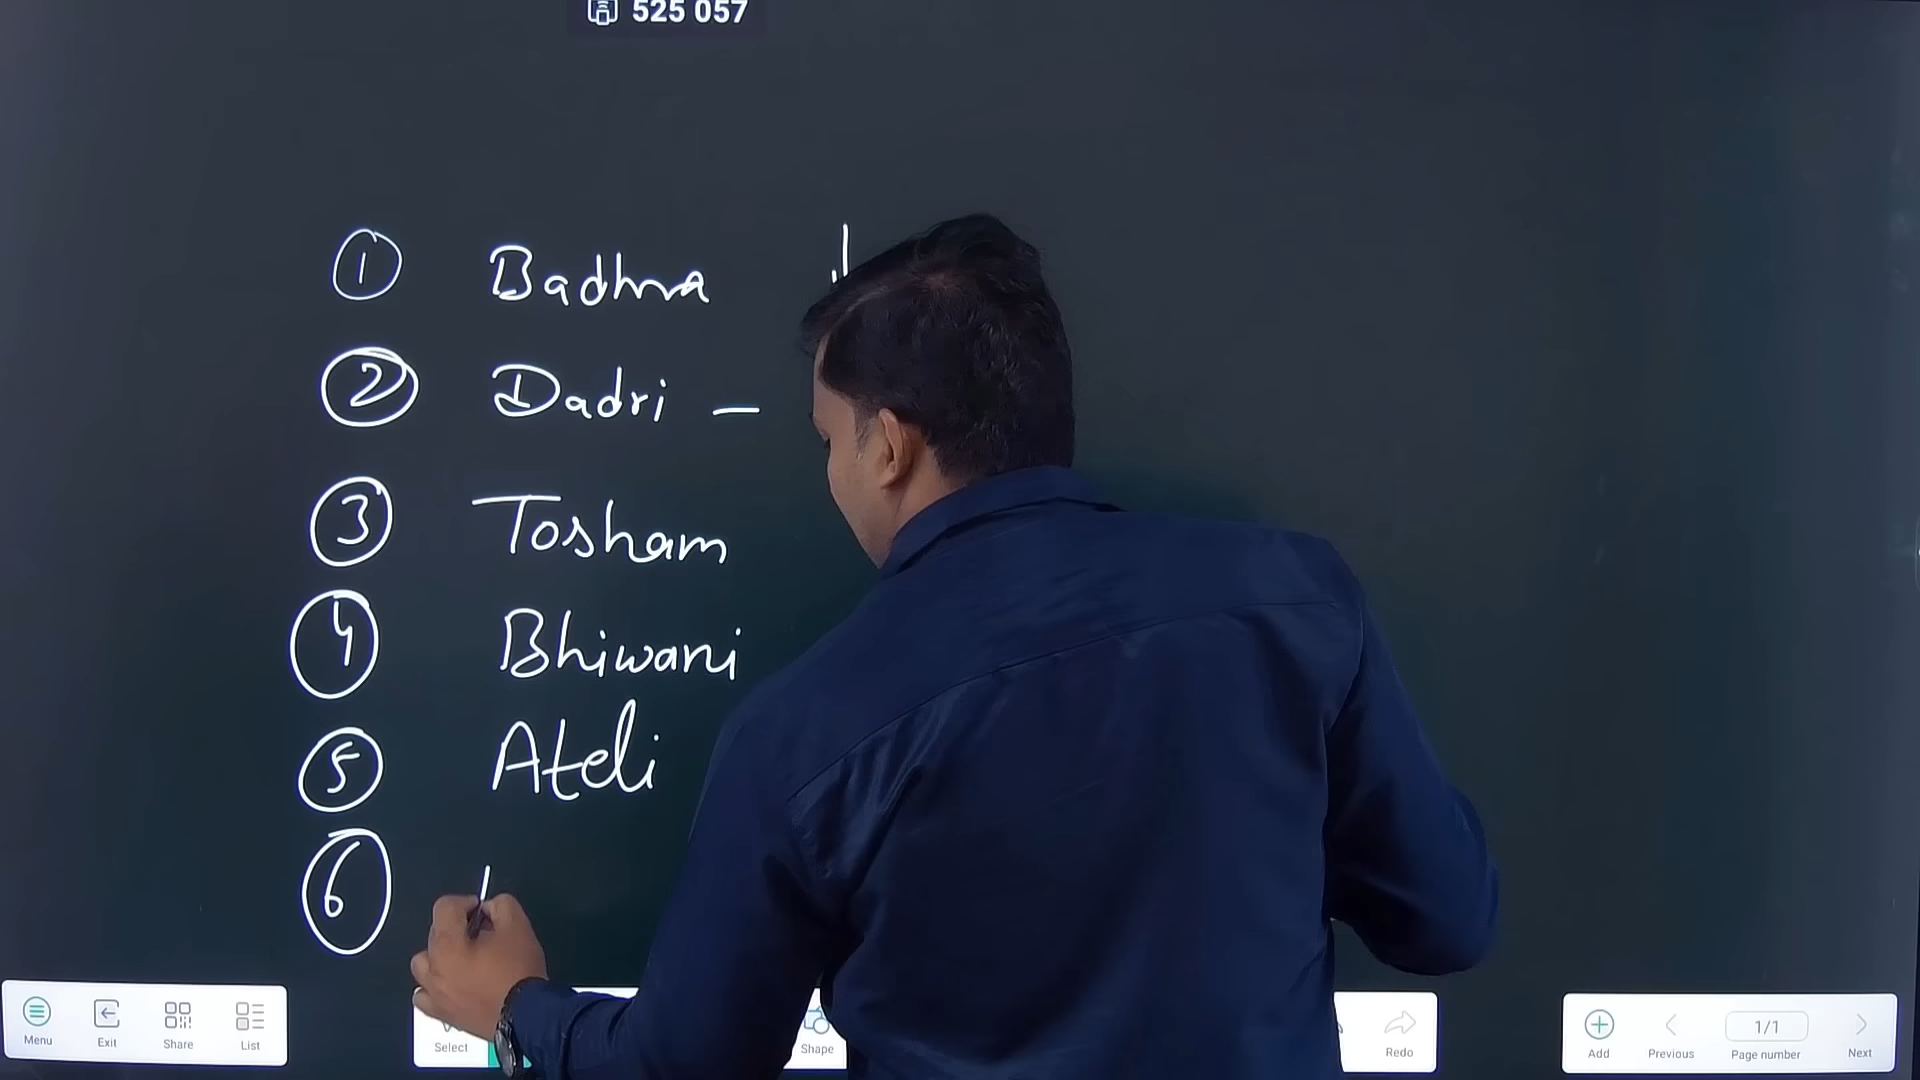 525 057
1 Badhra
2 Dadri –
3 Tosham
4 Bhiwani
5 Ateli
6
Menu Exit Share List
Select Shape Redo
Add Previous 1/1 Page number Next